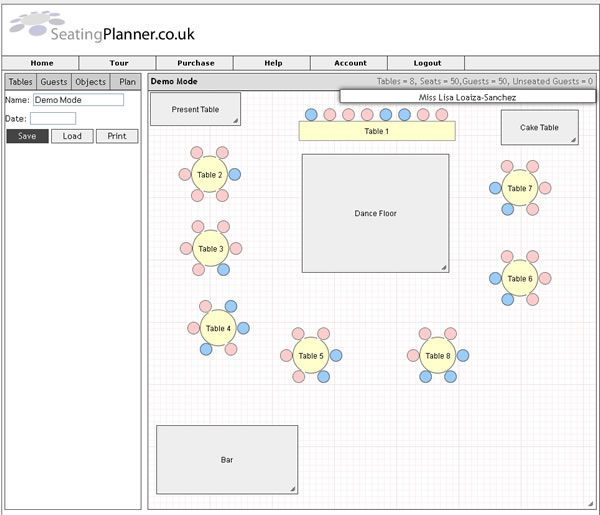 SeatingPlanner.co.uk
Home Tour Purchase Help Account Logout
Tables Guests Objects Plan
Name: Demo Mode
Date:
Save Load Print
Demo Mode Tables = 8, Seats = 50,Guests = 50, Unseated Guests = 0
Miss Lisa Loaiza-Sanchez
Present Table
Table 1
Cake Table
Table 2
Table 7
Dance Floor
Table 3
Table 6
Table 4
Table 5
Table 8
Bar